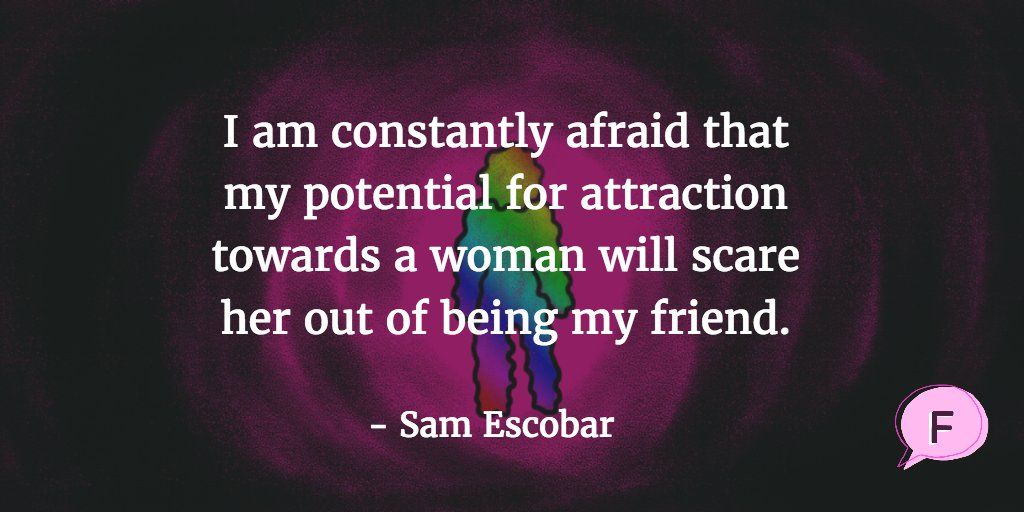 I am constantly afraid that
my potential for attraction
towards a woman will scare
her out of being my friend.
- Sam Escobar
F